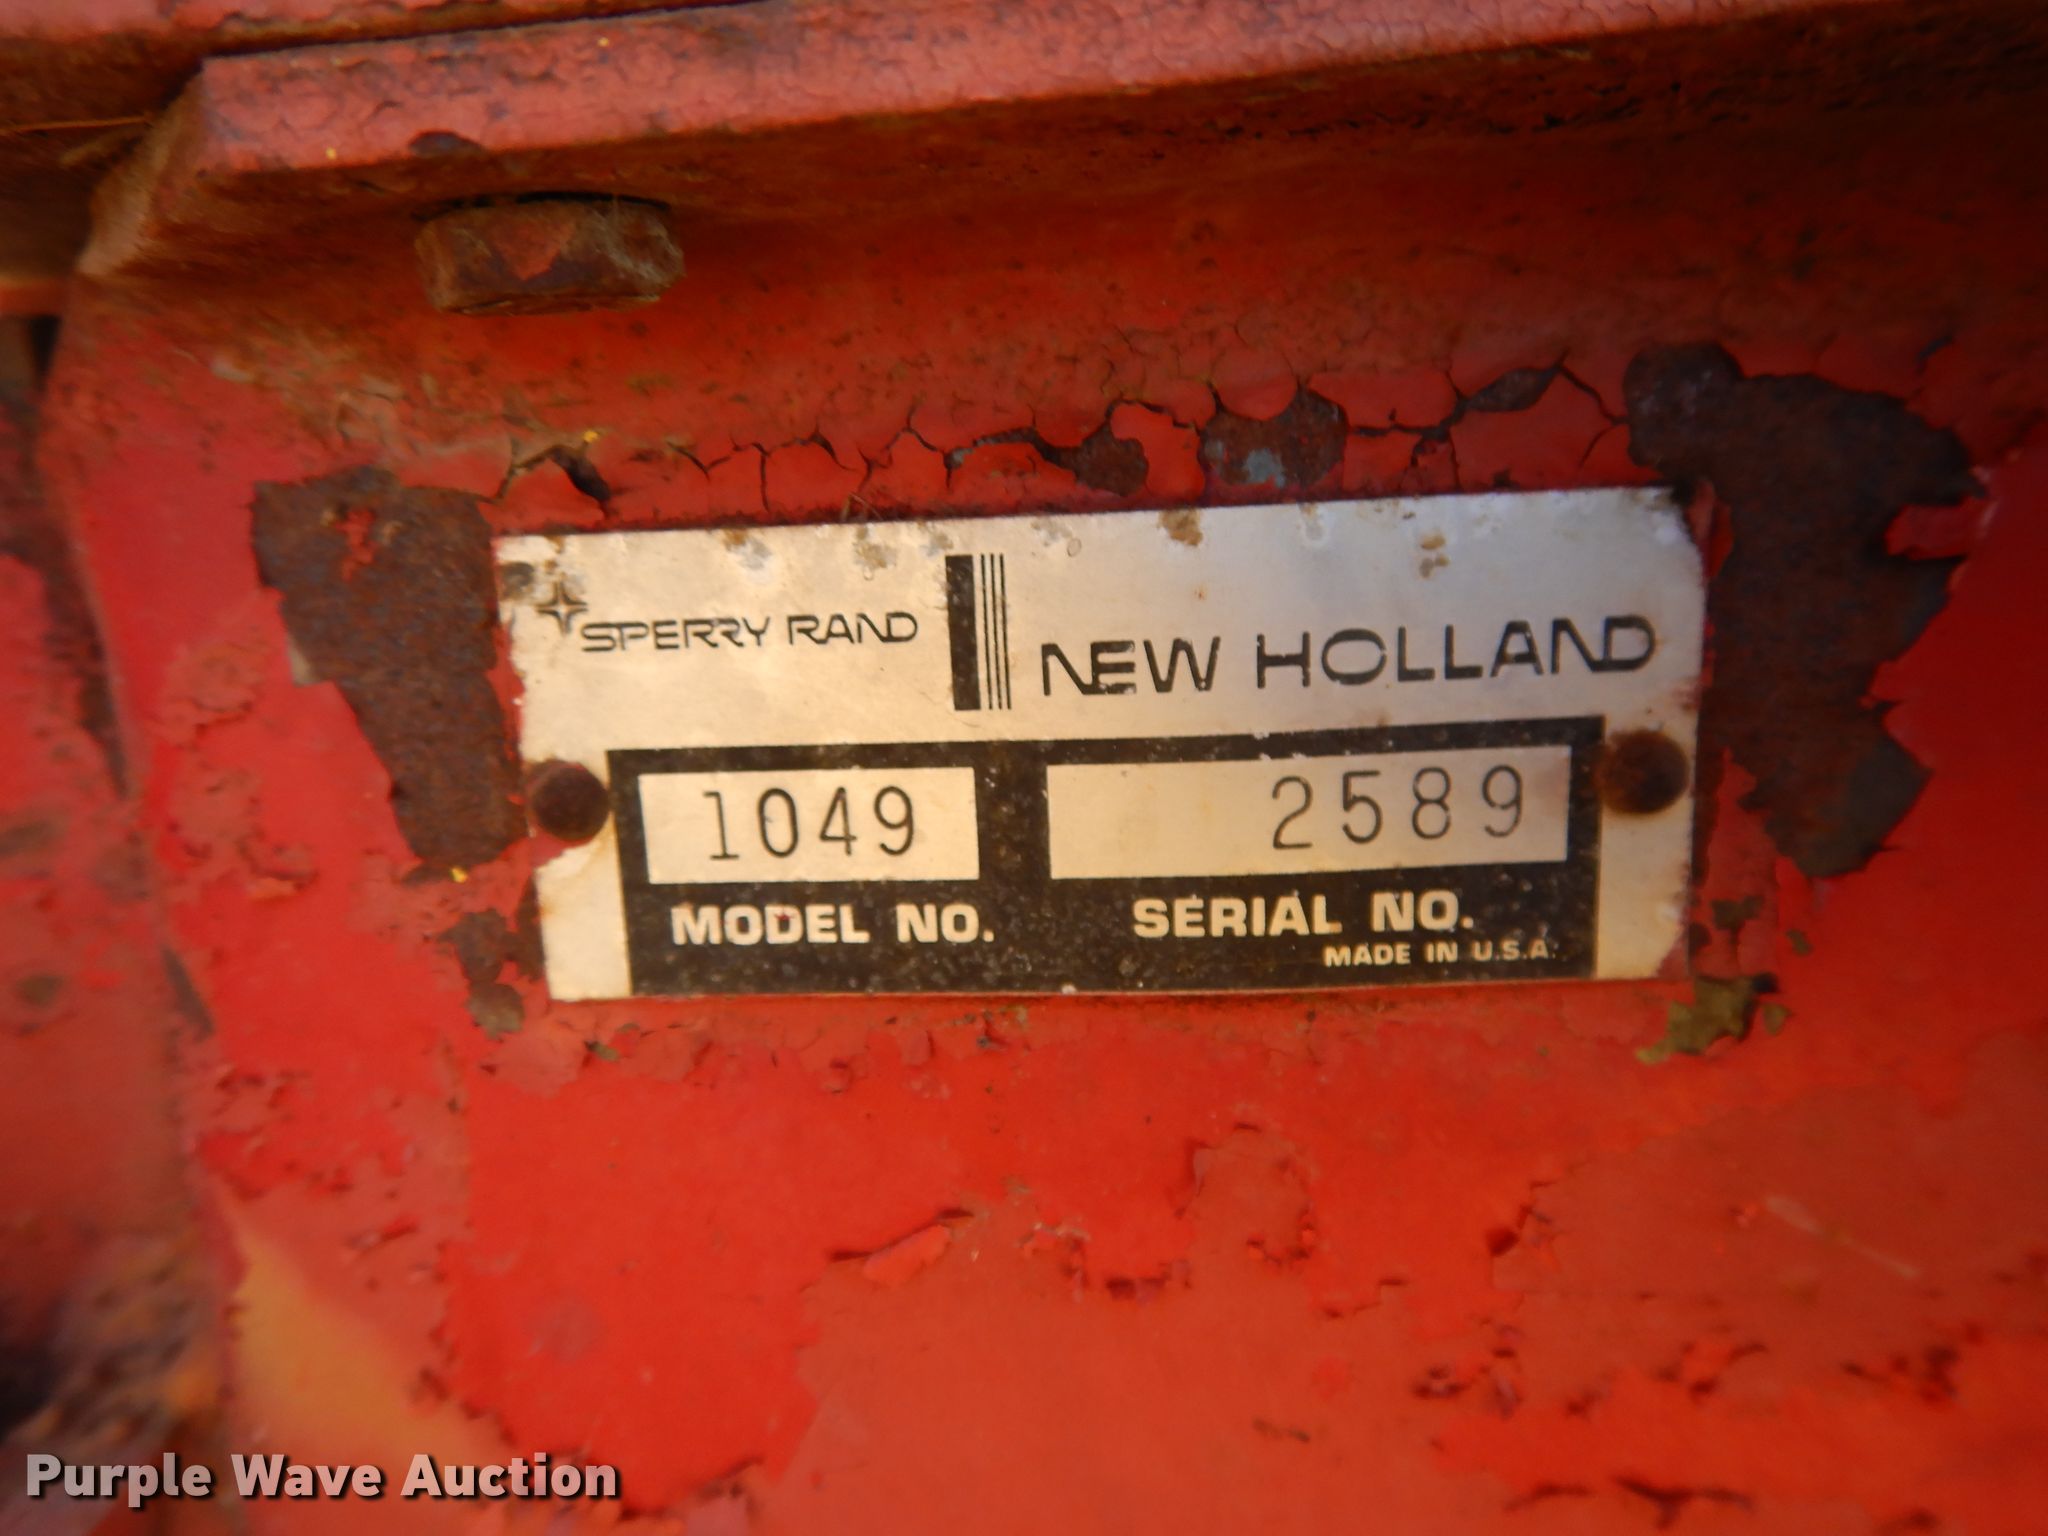 SPERRY RAND
NEW HOLLAND
1049
2589
MODEL NO.
SERIAL NO.
MADE IN U.S.A.
Purple Wave Auction